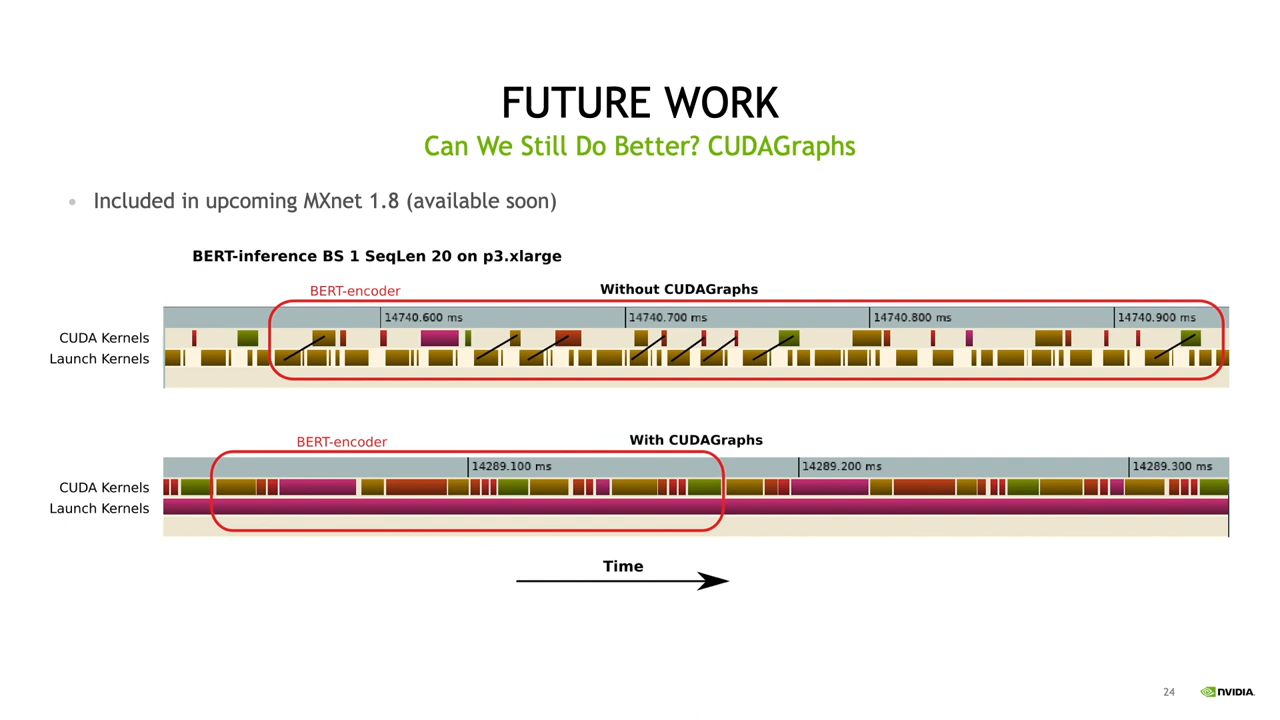 FUTURE WORK
Can We Still Do Better? CUDAGraphs
• Included in upcoming MXnet 1.8 (available soon)
BERT-inference BS 1 SeqLen 20 on p3.xlarge
BERT-encoder
Without CUDAGraphs
14740.600 ms
14740.700 ms
14740.800 ms
14740.900 ms
CUDA Kernels
Launch Kernels
BERT-encoder
With CUDAGraphs
14289.100 ms
14289.200 ms
14289.300 ms
CUDA Kernels
Launch Kernels
Time
24
NVIDIA.